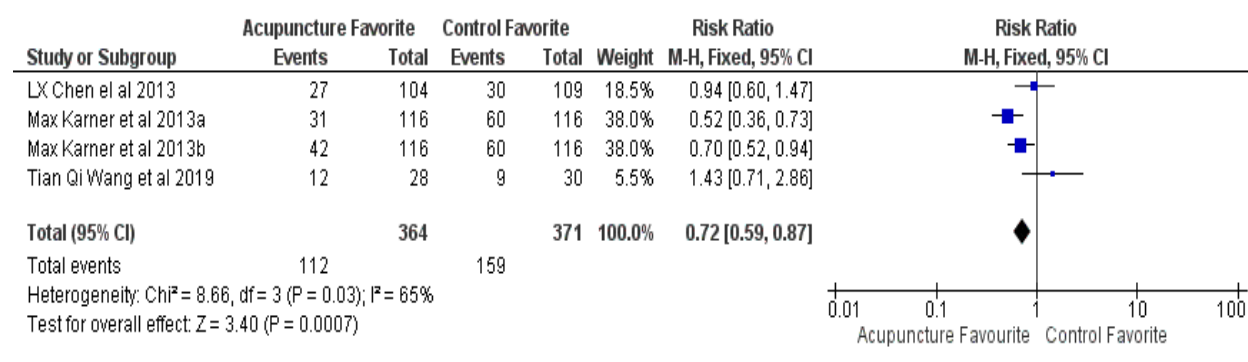 Acupuncture Favorite Control Favorite Risk Ratio Risk Ratio
Study or Subgroup Events Total Events Total Weight M-H, Fixed, 95% CI M-H, Fixed, 95% CI
LX Chen el al 2013 27 104 30 109 18.5% 0.94 [0.60, 1.47]
Max Karner et al 2013a 31 116 60 116 38.0% 0.52 [0.36, 0.73]
Max Karner et al 2013b 42 116 60 116 38.0% 0.70 [0.52, 0.94]
Tian Qi Wang et al 2019 12 28 9 30 5.5% 1.43 [0.71, 2.86]
Total (95% CI) 364 371 100.0% 0.72 [0.59, 0.87]
Total events 112 159
Heterogeneity: Chi² = 8.66, df = 3 (P = 0.03); I² = 65%
Test for overall effect: Z = 3.40 (P = 0.0007)
0.01 0.1 1 10 100
Acupuncture Favourite Control Favorite